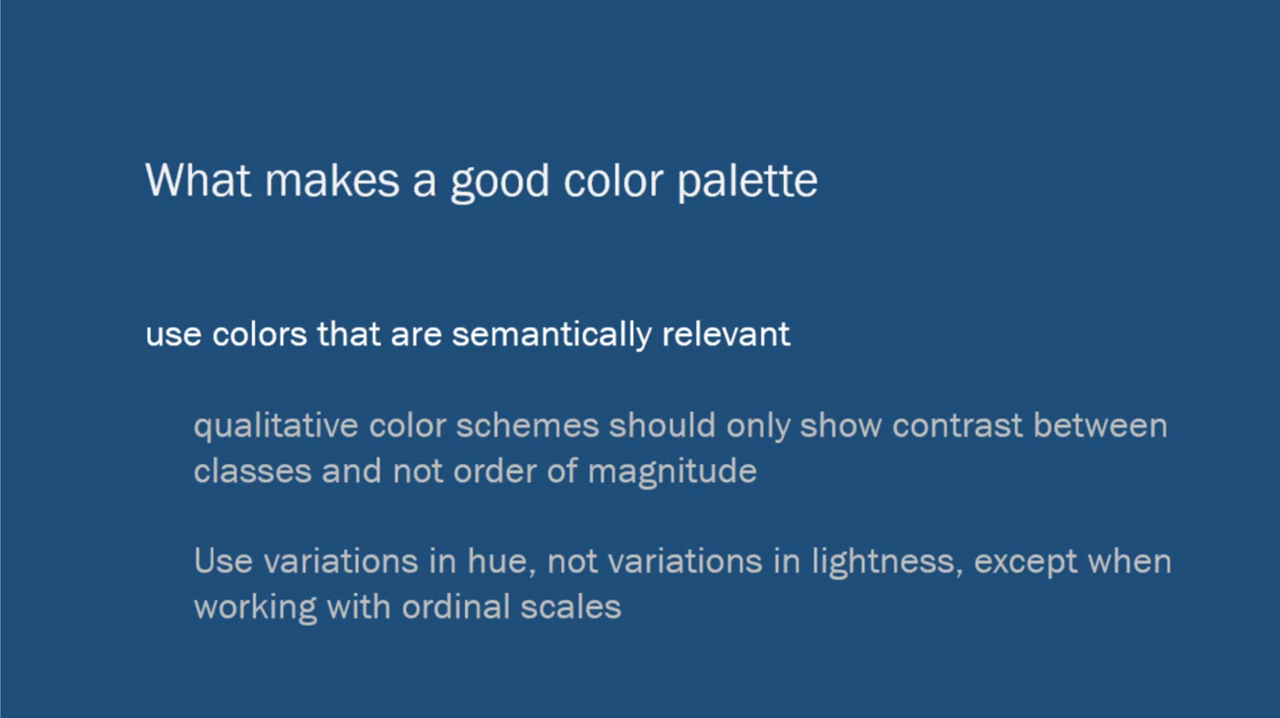 What makes a good color palette
use colors that are semantically relevant
qualitative color schemes should only show contrast between
classes and not order of magnitude
Use variations in hue, not variations in lightness, except when
working with ordinal scales